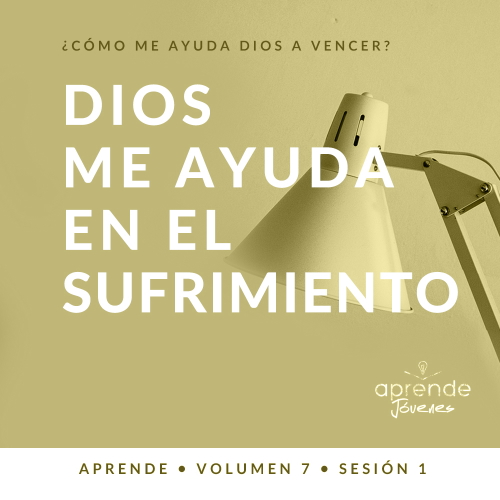 ¿CÓMO ME AYUDA DIOS A VENCER?
DIOS
ME AYUDA
EN EL
SUFRIMIENTO
aprende
Jóvenes
APRENDE • VOLUMEN 7 • SESIÓN 1